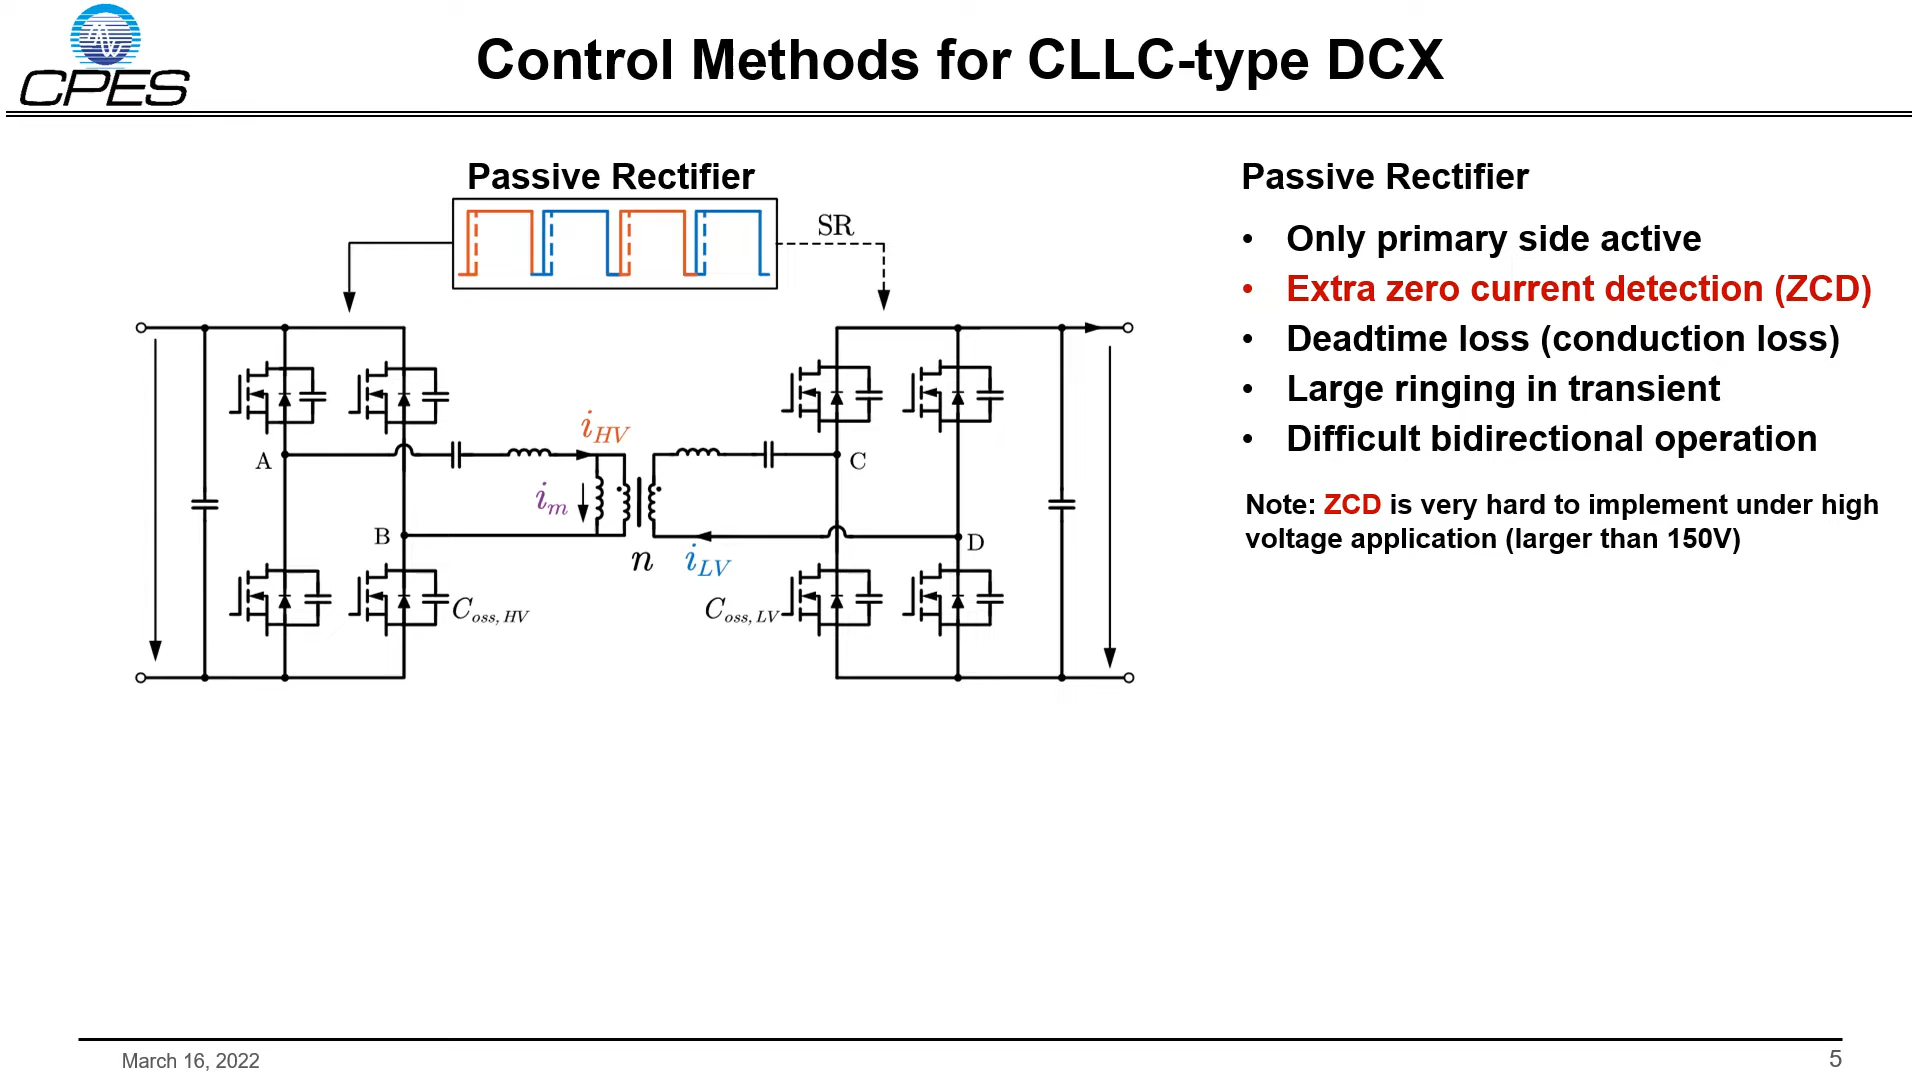 CPES
Control Methods for CLLC-type DCX
Passive Rectifier
SR
i_HV
A
C
i_m
B
D
n
i_LV
C_oss,HV
C_oss,LV
Passive Rectifier
• Only primary side active
• Extra zero current detection (ZCD)
• Deadtime loss (conduction loss)
• Large ringing in transient
• Difficult bidirectional operation
Note: ZCD is very hard to implement under high
voltage application (larger than 150V)
March 16, 2022
5